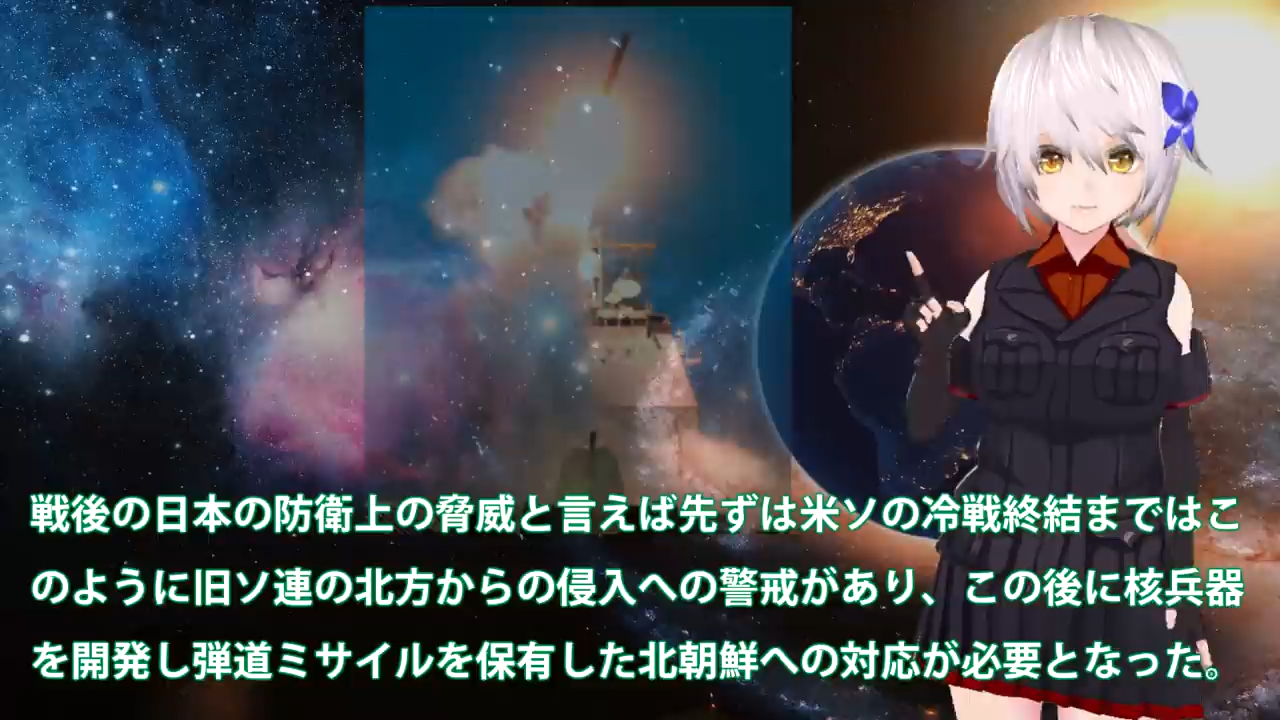 戦後の日本の防衛上の脅威と言えば先ずは米ソの冷戦終結まではこ
のように旧ソ連の北方からの侵入への警戒があり、この後に核兵器
を開発し弾道ミサイルを保有した北朝鮮への対応が必要となった。